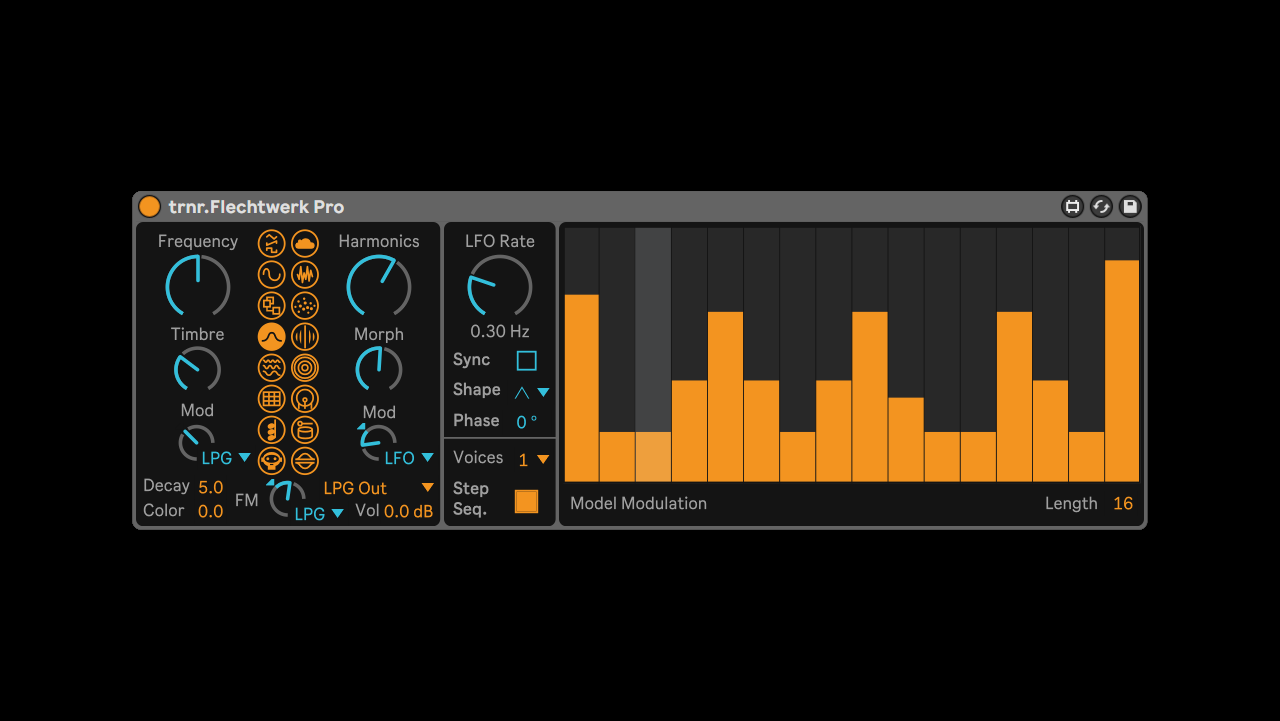 trnr.Flechtwerk Pro
Frequency
Harmonics
Timbre
Morph
Mod
LPG
Mod
LFO
Decay 5.0
Color 0.0
FM
LPG
LPG Out
Vol 0.0 dB
LFO Rate
0.30 Hz
Sync
Shape
Phase 0 °
Voices 1
Step
Seq.
Model Modulation
Length 16